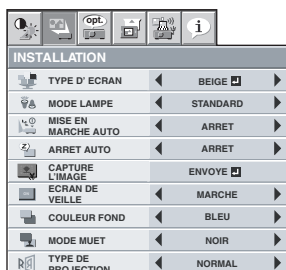 opt.
i
INSTALLATION
TYPE D' ECRAN BEIGE
MODE LAMPE STANDARD
MISE EN
MARCHE AUTO ARRET
ARRET AUTO ARRET
CAPTURE
L'IMAGE ENVOYE
ECRAN DE
VEILLE MARCHE
COULEUR FOND BLEU
MODE MUET NOIR
TYPE DE
PROJECTION NORMAL